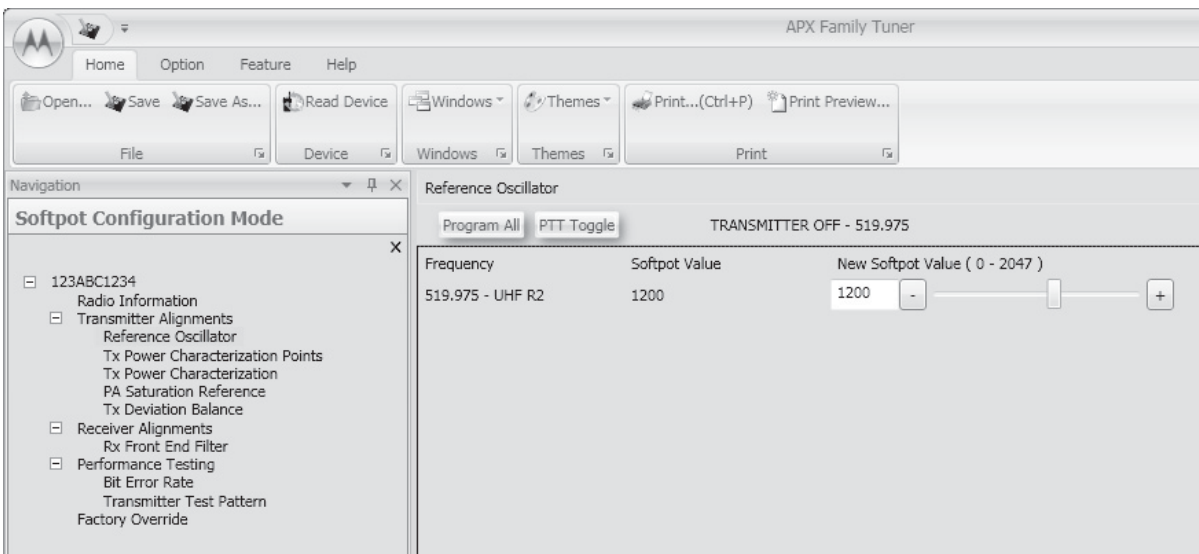 APX Family Tuner
Home Option Feature Help
Open... Save Save As... Read Device Windows Themes Print...(Ctrl+P) Print Preview...
File Device Windows Themes Print
Navigation
Softpot Configuration Mode
123ABC1234
Radio Information
Transmitter Alignments
Reference Oscillator
Tx Power Characterization Points
Tx Power Characterization
PA Saturation Reference
Tx Deviation Balance
Receiver Alignments
Rx Front End Filter
Performance Testing
Bit Error Rate
Transmitter Test Pattern
Factory Override
Reference Oscillator
Program All PTT Toggle TRANSMITTER OFF - 519.975
Frequency Softpot Value New Softpot Value ( 0 - 2047 )
519.975 - UHF R2 1200 1200 - +